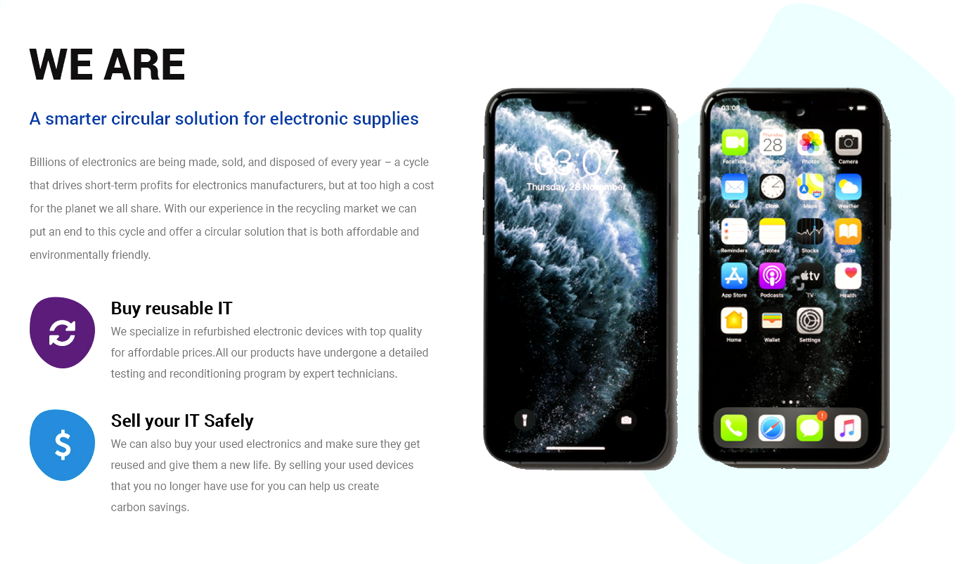 WE ARE
A smarter circular solution for electronic supplies
Billions of electronics are being made, sold, and disposed of every year – a cycle
that drives short-term profits for electronics manufacturers, but at too high a cost
for the planet we all share. With our experience in the recycling market we can
put an end to this cycle and offer a circular solution that is both affordable and
environmentally friendly.
Buy reusable IT
We specialize in refurbished electronic devices with top quality
for affordable prices.All our products have undergone a detailed
testing and reconditioning program by expert technicians.
$
Sell your IT Safely
We can also buy your used electronics and make sure they get
reused and give them a new life. By selling your used devices
that you no longer have use for you can help us create
carbon savings.
03:07
Thursday, 28 November
03:08
Thursday
28
FaceTime Calendar Photos Camera
Mail Clock Maps Weather
Reminders Notes Stocks Books
tv
App Store Podcasts TV Health
Home Wallet Settings
1